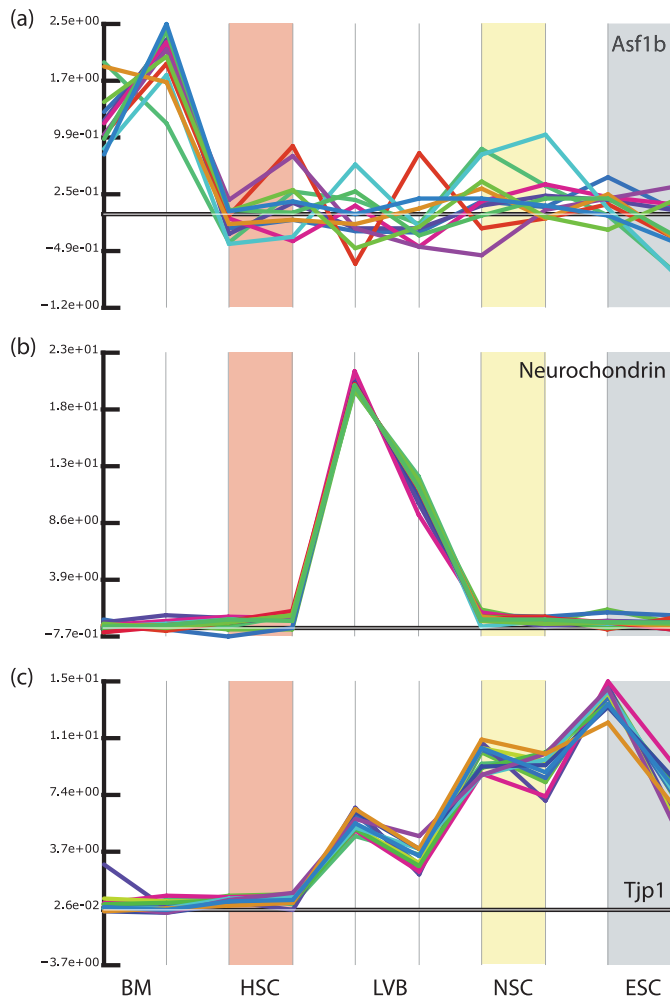 (a)
Asf1b
2.5e+00
1.7e+00
9.9e-01
2.5e-01
-4.9e-01
-1.2e+00
(b)
Neurochondrin
2.3e+01
1.8e+01
1.3e+01
8.6e+00
3.9e+00
-7.7e-01
(c)
1.5e+01
1.1e+01
7.4e+00
3.7e+00
2.6e-02
-3.7e+00
Tjp1
BM HSC LVB NSC ESC